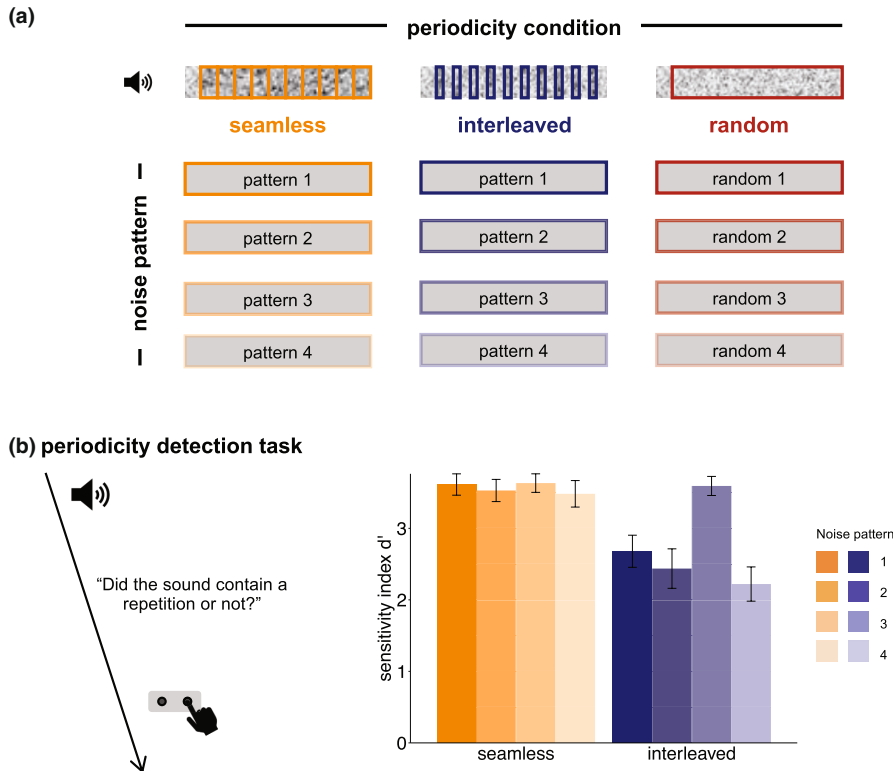 (a)
periodicity condition
seamless
interleaved
random
noise pattern
pattern 1
pattern 1
random 1
pattern 2
pattern 2
random 2
pattern 3
pattern 3
random 3
pattern 4
pattern 4
random 4
(b) periodicity detection task
“Did the sound contain a
repetition or not?”
sensitivity index d'
3
2
1
0
seamless
interleaved
Noise pattern
1
2
3
4